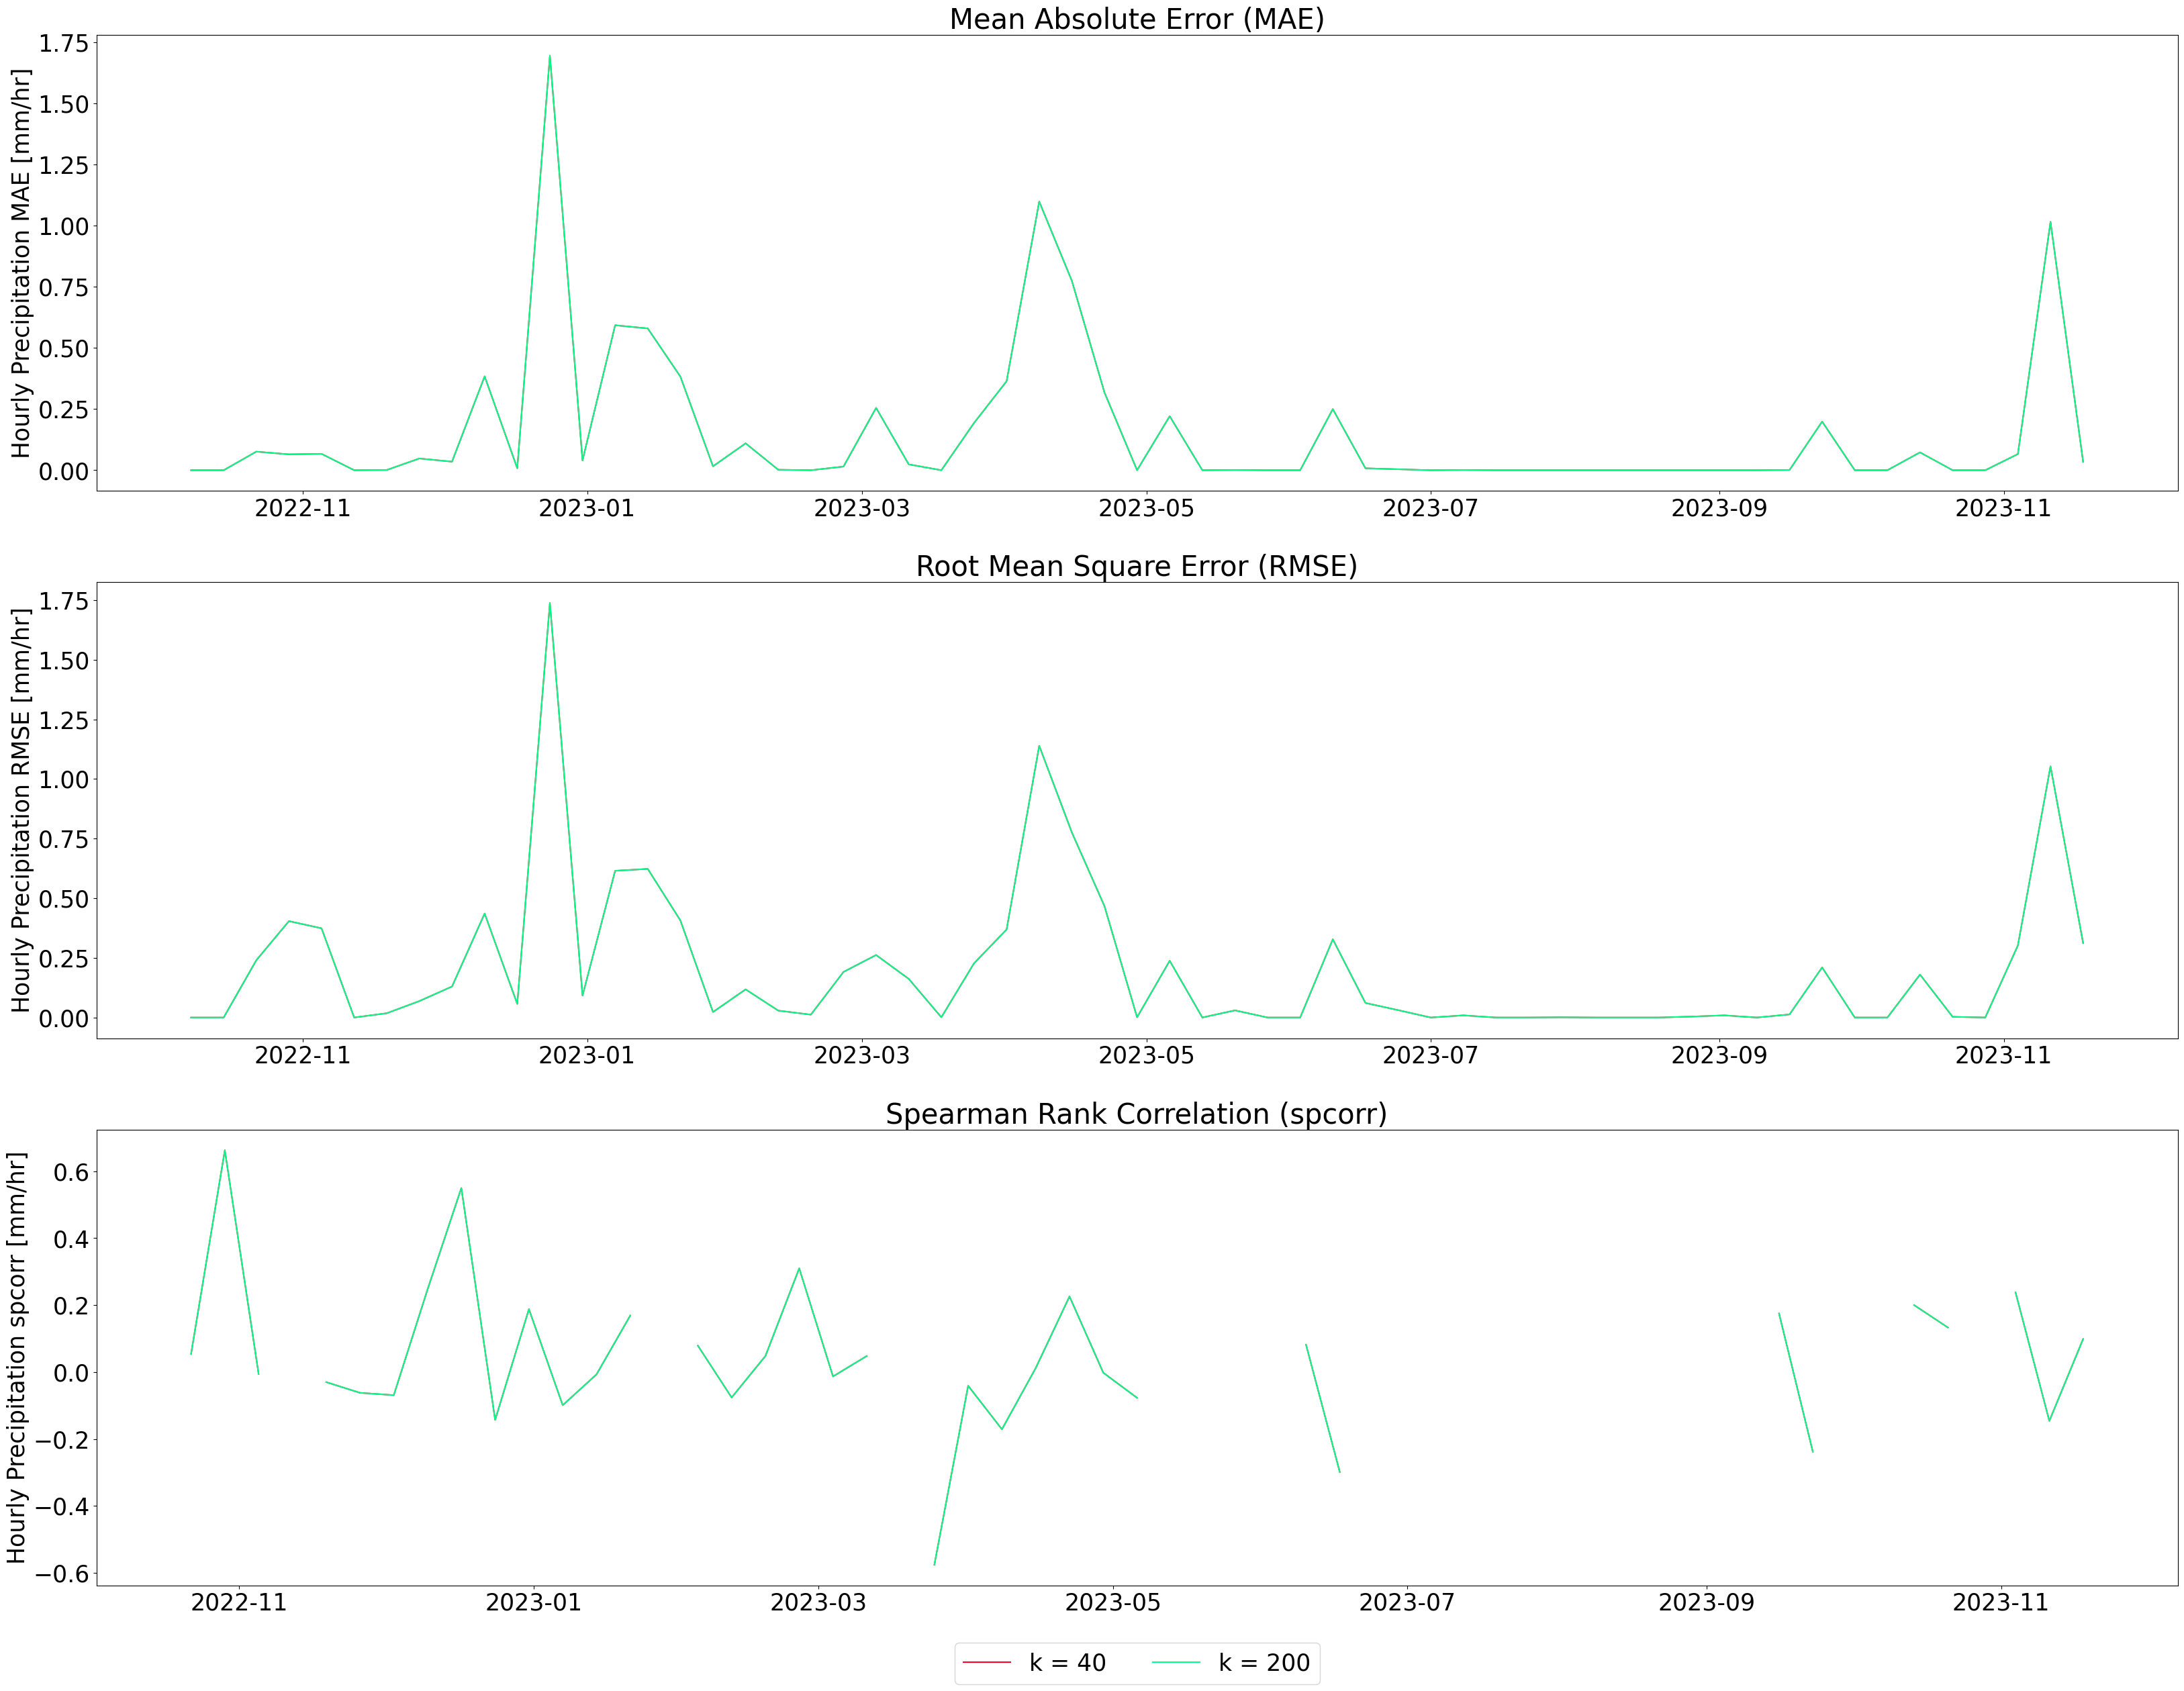 Mean Absolute Error (MAE)
Hourly Precipitation MAE [mm/hr]
1.75
1.50
1.25
1.00
0.75
0.50
0.25
0.00
2022-11 2023-01 2023-03 2023-05 2023-07 2023-09 2023-11
Root Mean Square Error (RMSE)
Hourly Precipitation RMSE [mm/hr]
1.75
1.50
1.25
1.00
0.75
0.50
0.25
0.00
2022-11 2023-01 2023-03 2023-05 2023-07 2023-09 2023-11
Spearman Rank Correlation (spcorr)
Hourly Precipitation spcorr [mm/hr]
0.6
0.4
0.2
0.0
−0.2
−0.4
−0.6
2022-11 2023-01 2023-03 2023-05 2023-07 2023-09 2023-11
k = 40 k = 200